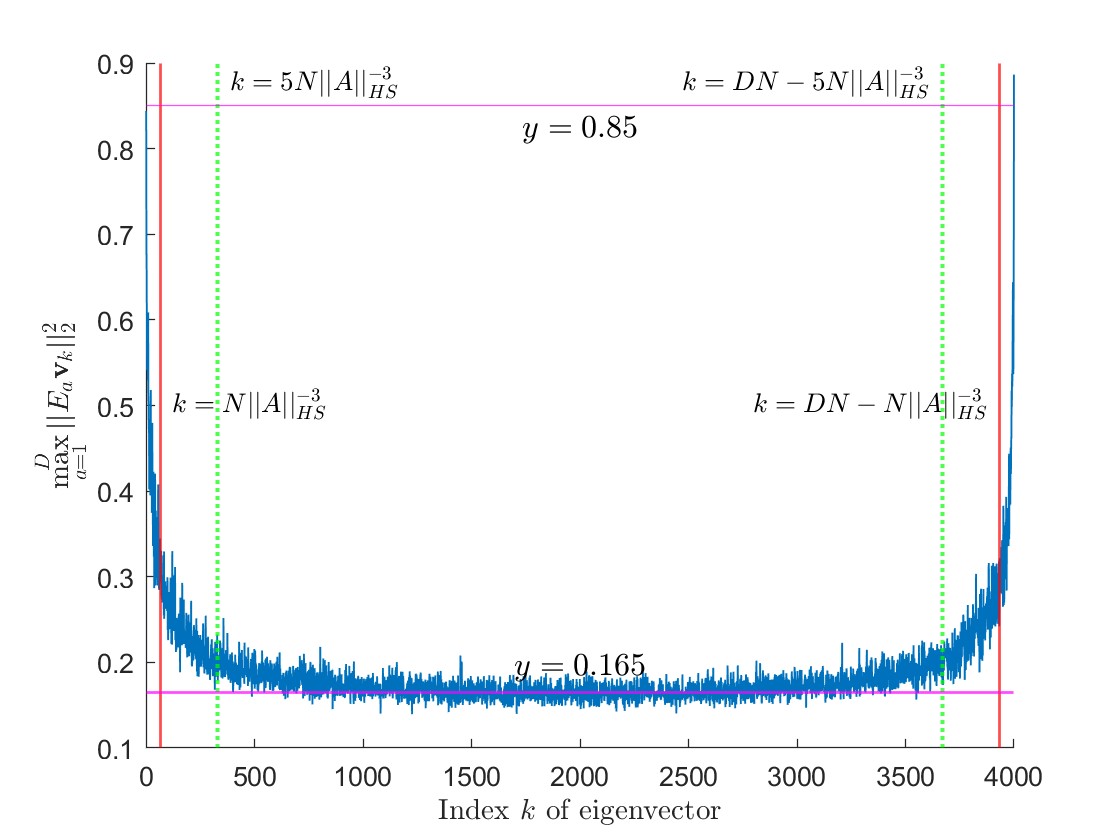 0.9
0.8
0.7
0.6
0.5
0.4
0.3
0.2
0.1
$\max_{a=1}^{D} ||E_a \mathbf{v}_k||_2^2$
$k = 5N||A||_{HS}^{-3}$
$k = DN - 5N||A||_{HS}^{-3}$
$y = 0.85$
$k = N||A||_{HS}^{-3}$
$k = DN - N||A||_{HS}^{-3}$
$y = 0.165$
0 500 1000 1500 2000 2500 3000 3500 4000
Index $k$ of eigenvector